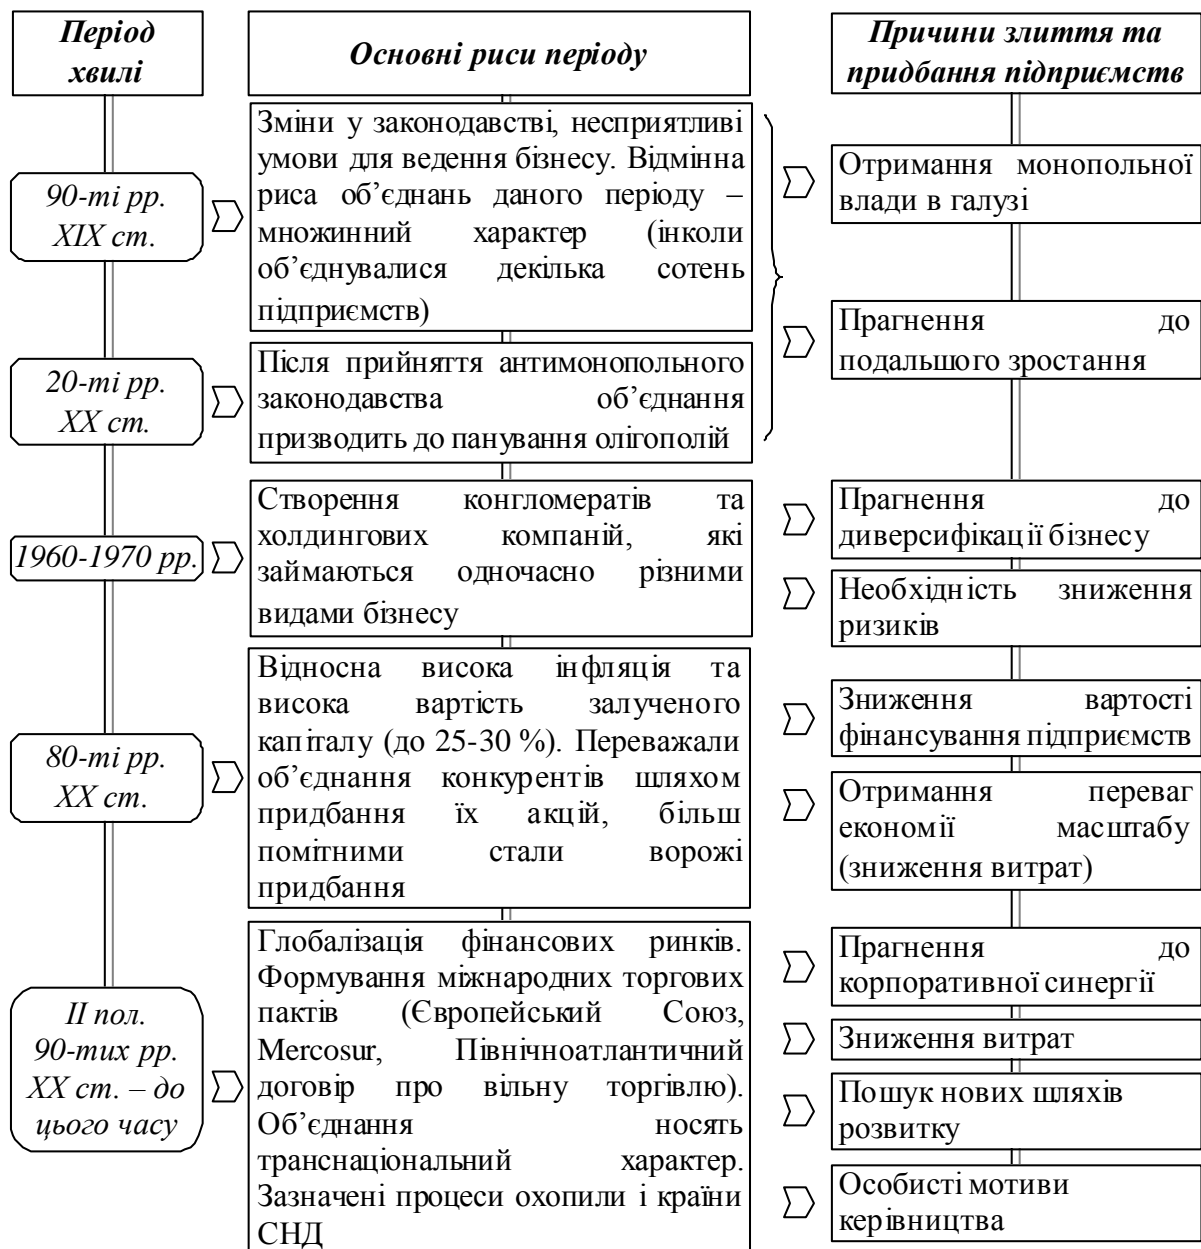 Період
хвилі
Основні риси періоду
Причини злиття та
придбання підприємств
90-ті рр.
XIX ст.
Зміни у законодавстві, несприятливі
умови для ведення бізнесу. Відмінна
риса об’єднань даного періоду –
множинний характер (інколи
об’єднувалися декілька сотень
підприємств)
Отримання монопольної
влади в галузі
Прагнення до
подальшого зростання
20-ті рр.
XX ст.
Після прийняття антимонопольного
законодавства об’єднання
призводить до панування олігополій
1960-1970 рр.
Створення конгломератів та
холдингових компаній, які
займаються одночасно різними
видами бізнесу
Прагнення до
диверсифікації бізнесу
Необхідність зниження
ризиків
80-ті рр.
XX ст.
Відносна висока інфляція та
висока вартість залученого
капіталу (до 25-30 %). Переважали
об’єднання конкурентів шляхом
придбання їх акцій, більш
помітними стали ворожі
придбання
Зниження вартості
фінансування підприємств
Отримання переваг
економії масштабу
(зниження витрат)
II пол.
90-тих рр.
XX ст. – до
цього часу
Глобалізація фінансових ринків.
Формування міжнародних торгових
пактів (Європейський Союз,
Mercosur, Північноатлантичний
договір про вільну торгівлю).
Об’єднання носять
транснаціональний характер.
Зазначені процеси охопили і країни
СНД
Прагнення до
корпоративної синергії
Зниження витрат
Пошук нових шляхів
розвитку
Особисті мотиви
керівництва